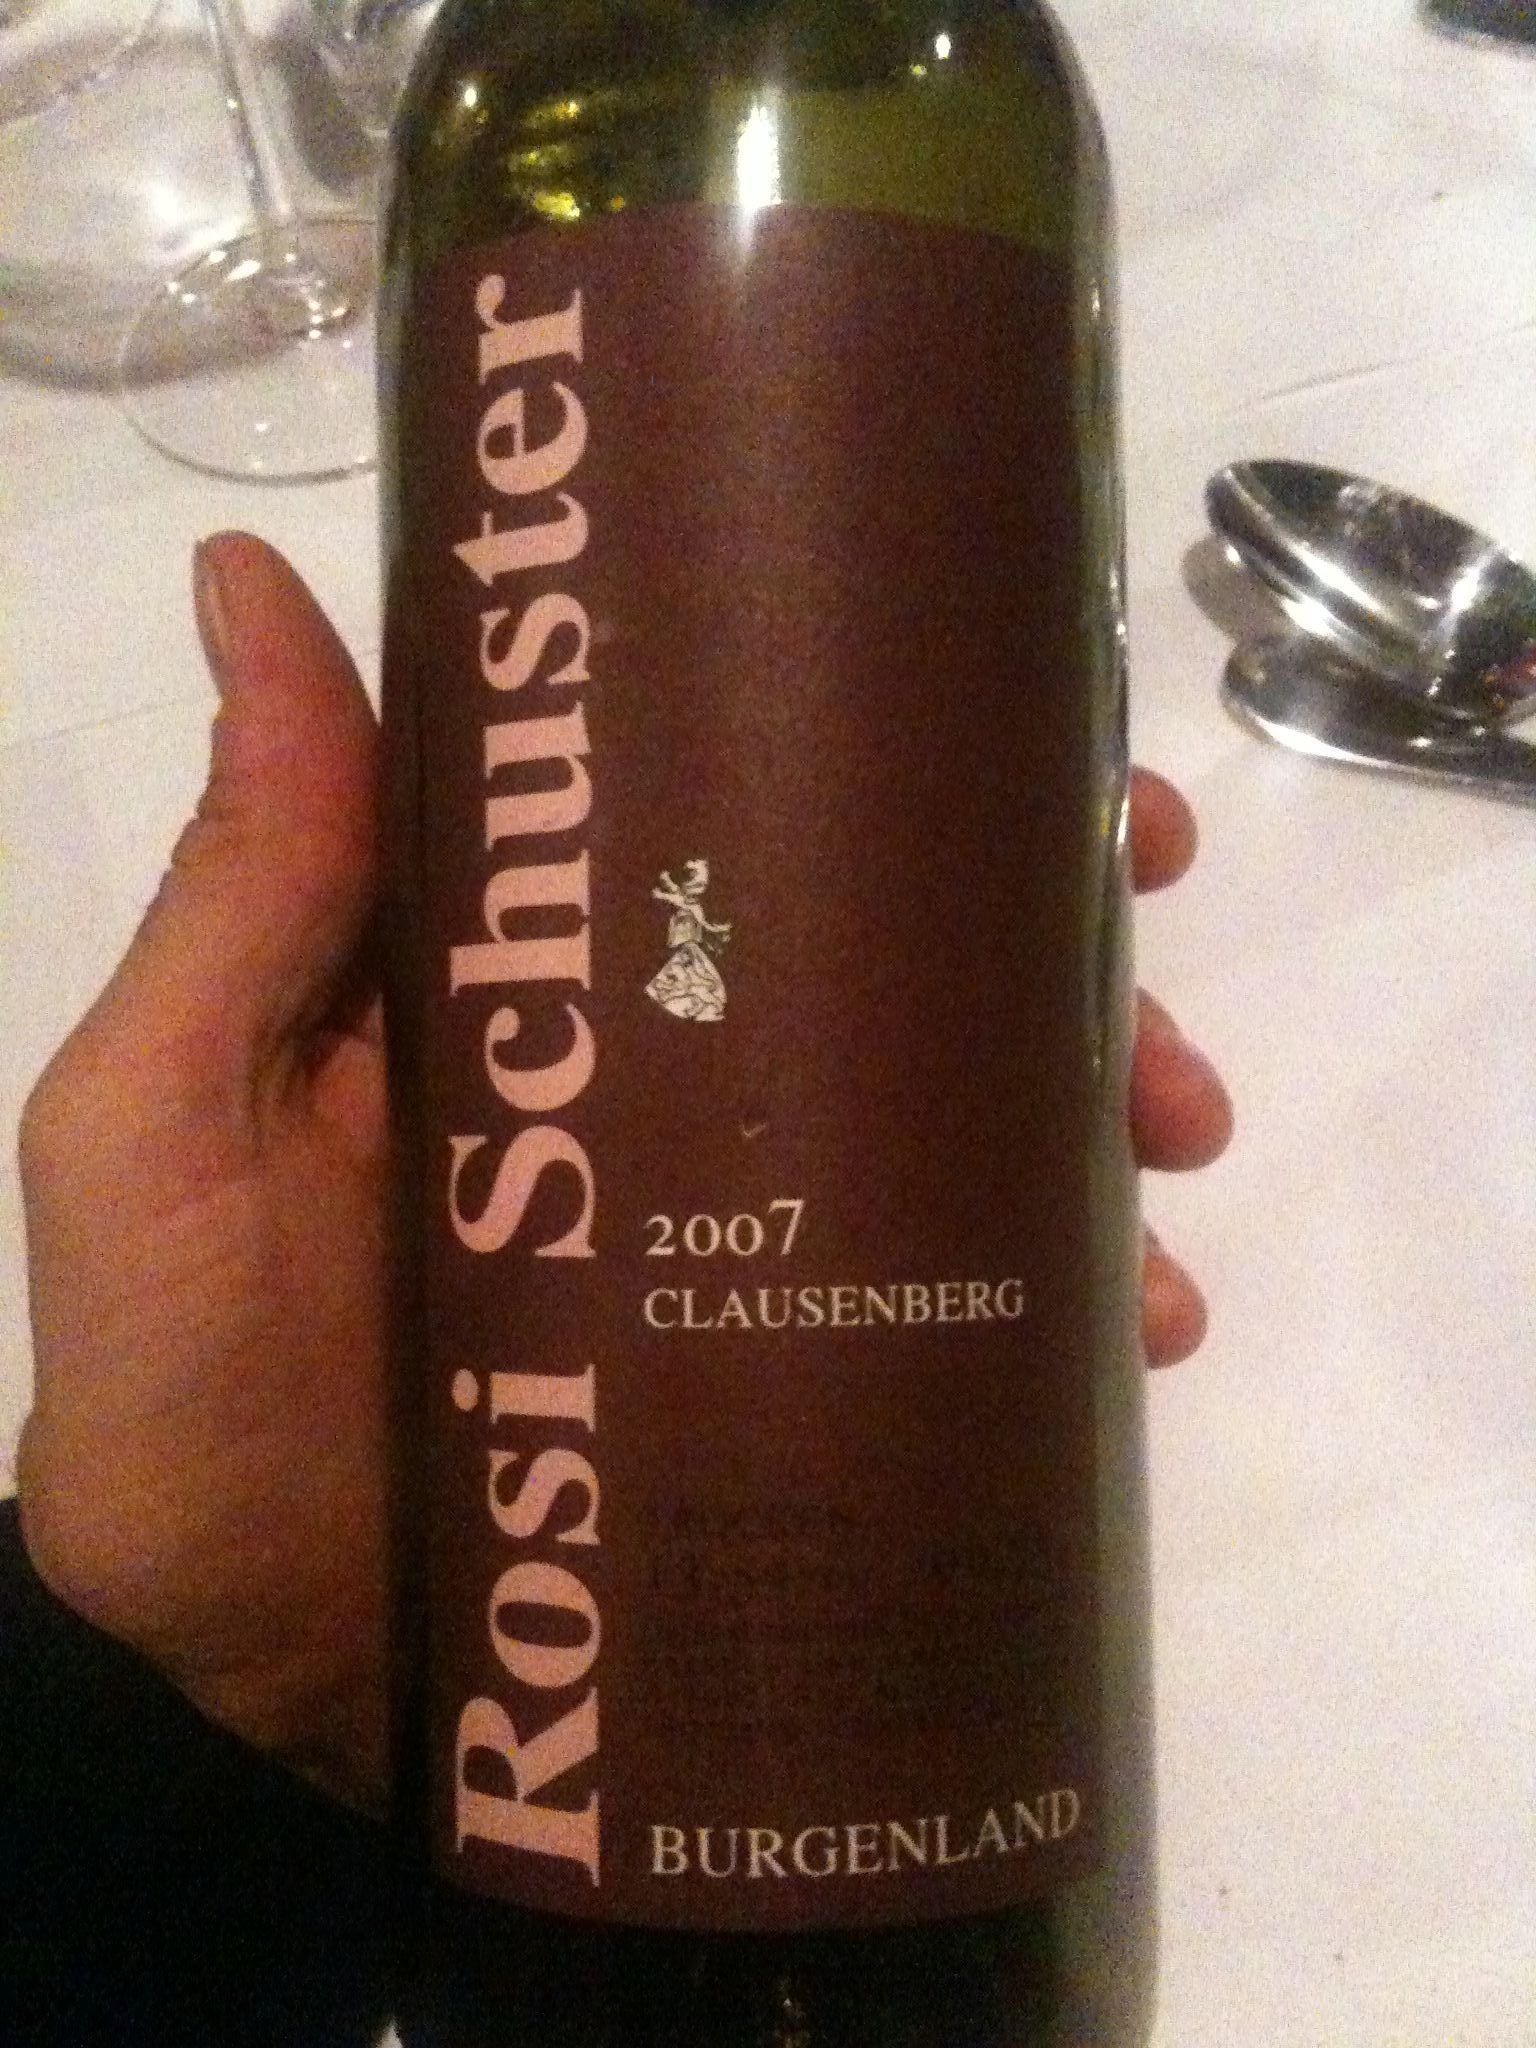 Rosi Schuster
2007
CLAUSENBERG
BURGENLAND